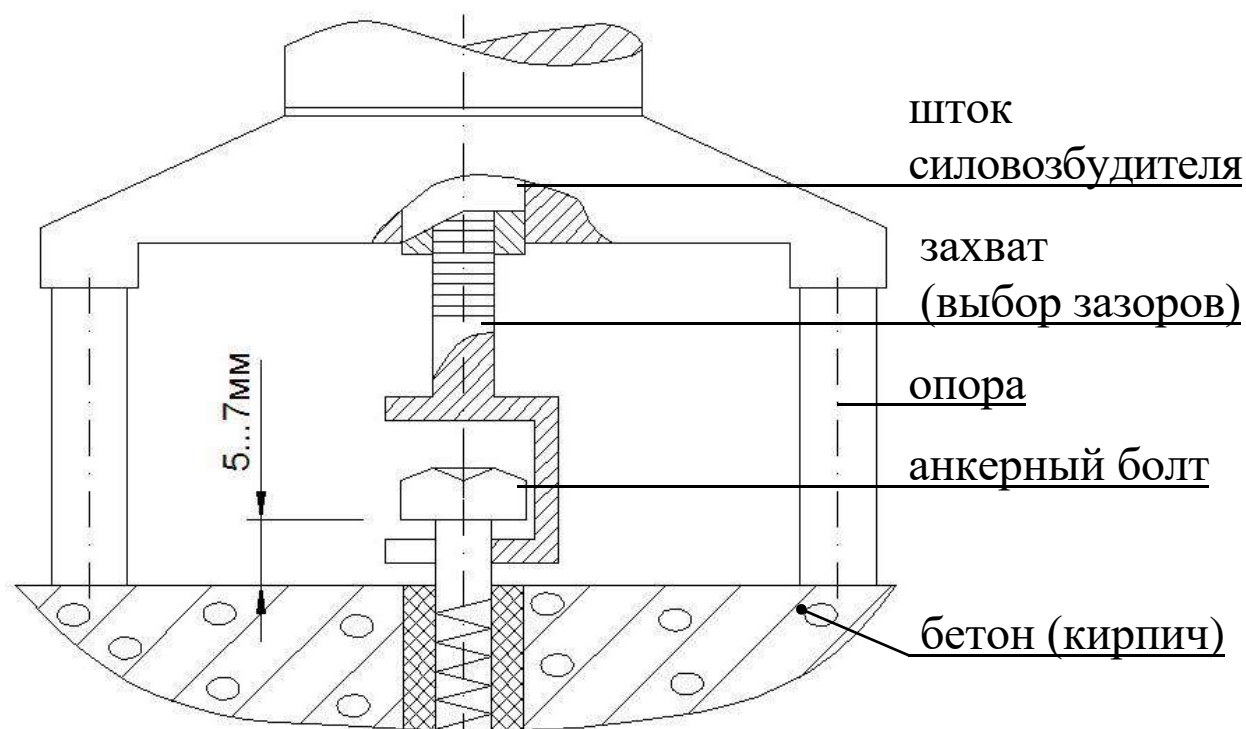 шток
силовозбудителя
захват
(выбор зазоров)
5...7мм
опора
анкерный болт
бетон (кирпич)